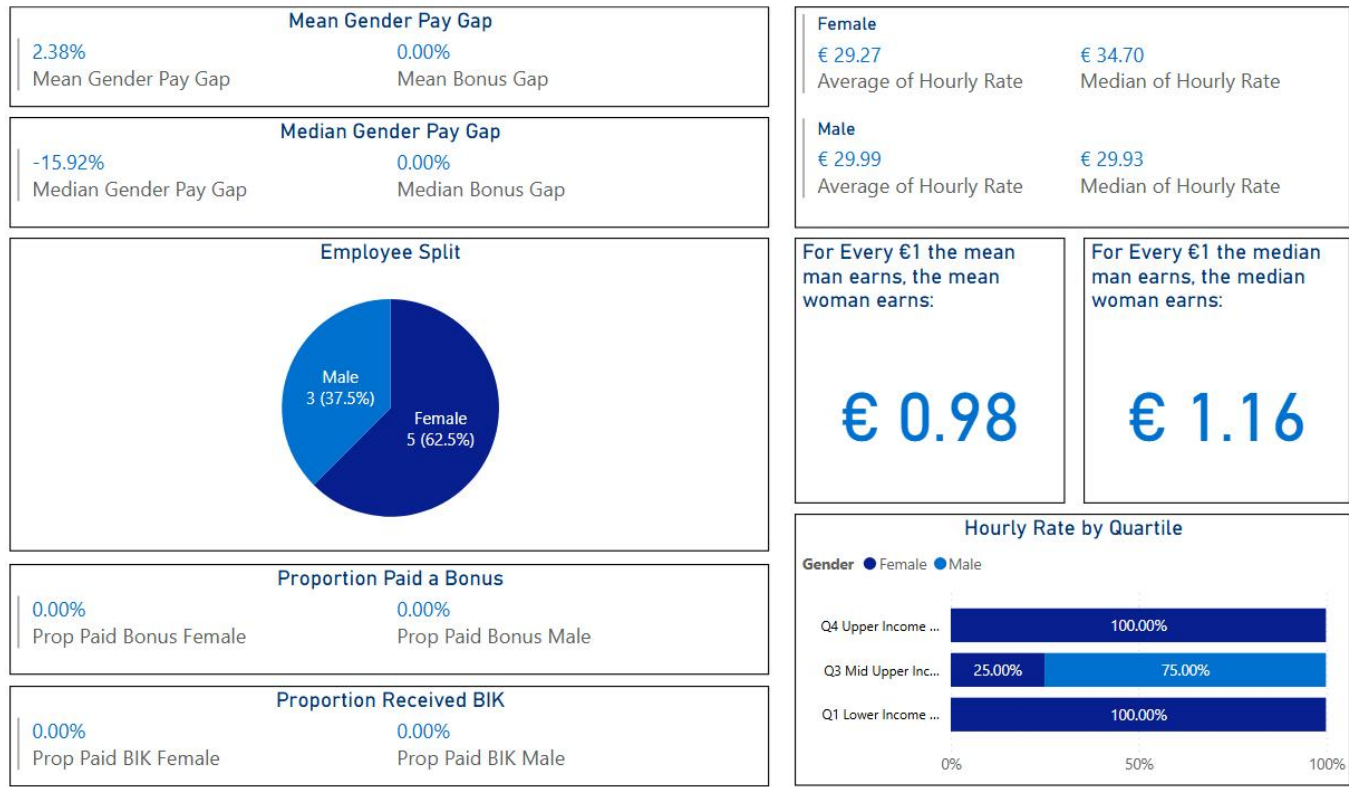 Mean Gender Pay Gap
2.38%
Mean Gender Pay Gap
0.00%
Mean Bonus Gap
Median Gender Pay Gap
-15.92%
Median Gender Pay Gap
0.00%
Median Bonus Gap
Employee Split
Male
3 (37.5%)
Female
5 (62.5%)
Proportion Paid a Bonus
0.00%
Prop Paid Bonus Female
0.00%
Prop Paid Bonus Male
Proportion Received BIK
0.00%
Prop Paid BIK Female
0.00%
Prop Paid BIK Male
Female
€ 29.27
Average of Hourly Rate
€ 34.70
Median of Hourly Rate
Male
€ 29.99
Average of Hourly Rate
€ 29.93
Median of Hourly Rate
For Every €1 the mean
man earns, the mean
woman earns:
€ 0.98
For Every €1 the median
man earns, the median
woman earns:
€ 1.16
Hourly Rate by Quartile
Gender Female Male
Q4 Upper Income ... 100.00%
Q3 Mid Upper Inc... 25.00% 75.00%
Q1 Lower Income ... 100.00%
0% 50% 100%